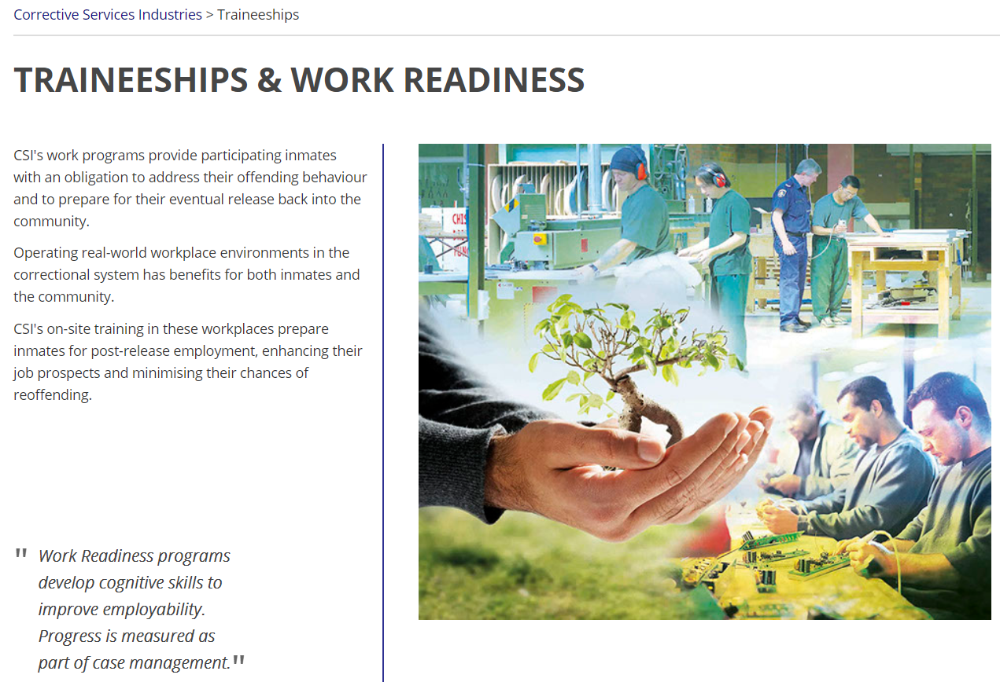 Corrective Services Industries > Traineeships
TRAINEESHIPS & WORK READINESS
CSI's work programs provide participating inmates
with an obligation to address their offending behaviour
and to prepare for their eventual release back into the
community.
Operating real-world workplace environments in the
correctional system has benefits for both inmates and
the community.
CSI's on-site training in these workplaces prepare
inmates for post-release employment, enhancing their
job prospects and minimising their chances of
reoffending.
" Work Readiness programs
develop cognitive skills to
improve employability.
Progress is measured as
part of case management."